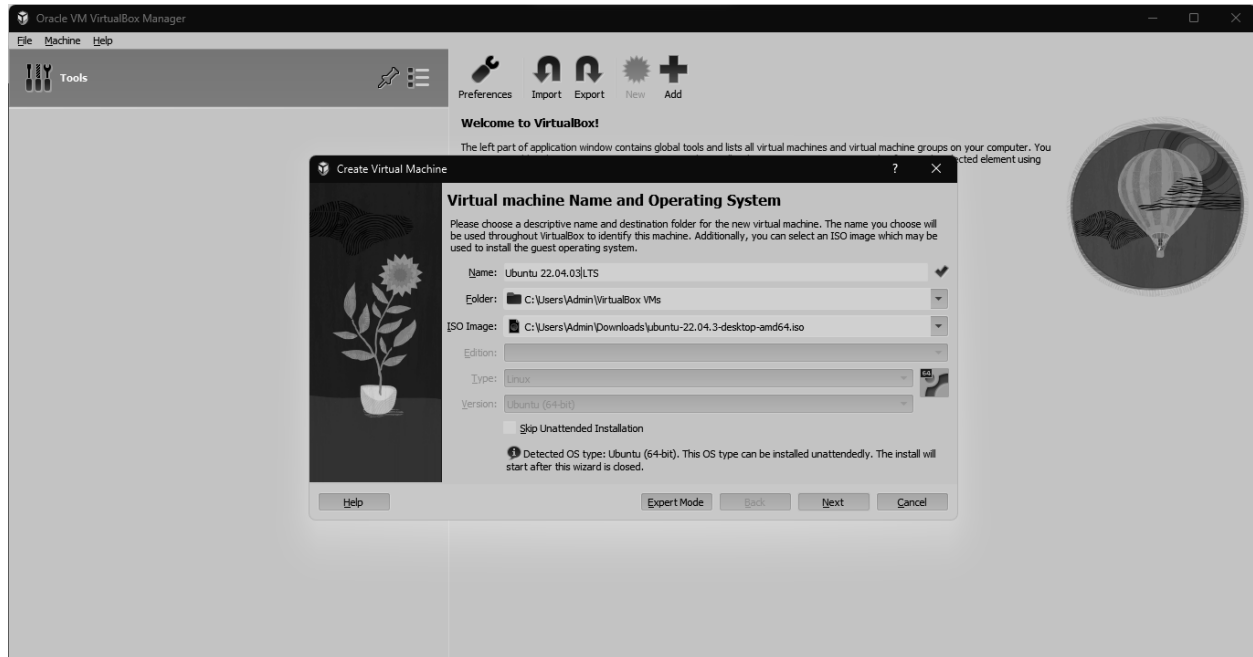 Oracle VM VirtualBox Manager
File Machine Help
Tools
Preferences Import Export New Add
Welcome to VirtualBox!
The left part of application window contains global tools and lists all virtual machines and virtual machine groups on your computer. You
ected element using
Create Virtual Machine ?
Virtual machine Name and Operating System
Please choose a descriptive name and destination folder for the new virtual machine. The name you choose will
be used throughout VirtualBox to identify this machine. Additionally, you can select an ISO image which may be
used to install the guest operating system.
Name: Ubuntu 22.04.03 LTS
Folder: C:\Users\Admin\VirtualBox VMs
ISO Image: C:\Users\Admin\Downloads\ubuntu-22.04.3-desktop-amd64.iso
Edition:
Type: Linux
64
Version: Ubuntu (64-bit)
Skip Unattended Installation
Detected OS type: Ubuntu (64-bit). This OS type can be installed unattendedly. The install will
start after this wizard is closed.
Help Expert Mode Back Next Cancel